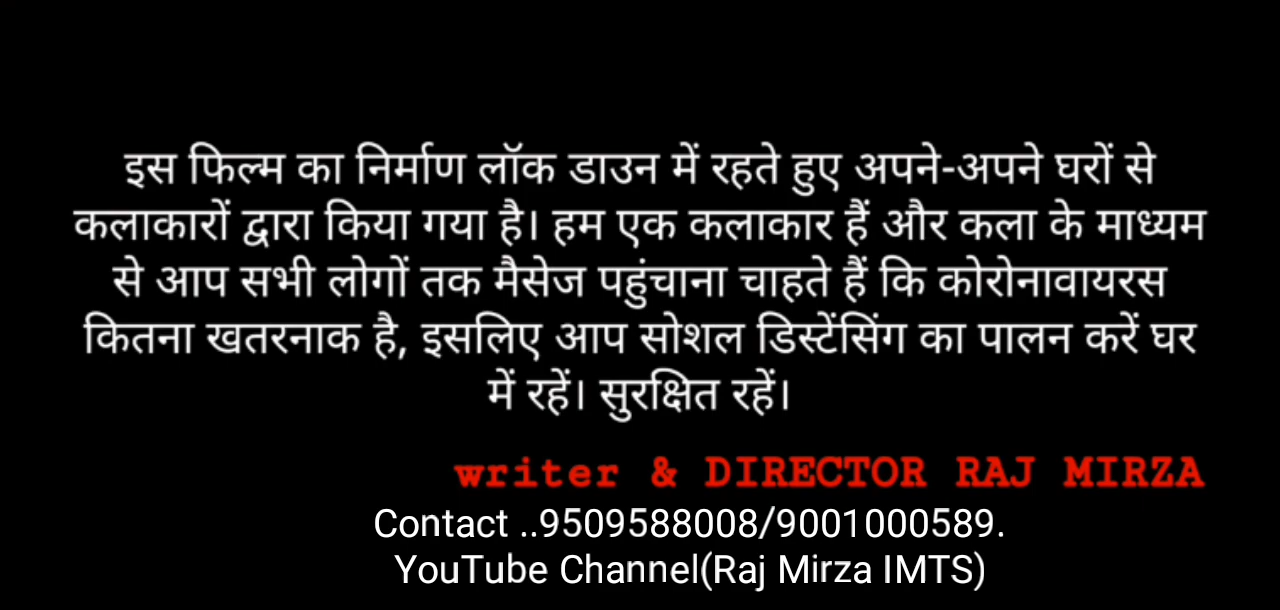 इस फिल्म का निर्माण लॉक डाउन में रहते हुए अपने-अपने घरों से
कलाकारों द्वारा किया गया है। हम एक कलाकार हैं और कला के माध्यम
से आप सभी लोगों तक मैसेज पहुंचाना चाहते हैं कि कोरोनावायरस
कितना खतरनाक है, इसलिए आप सोशल डिस्टेंसिंग का पालन करें घर
में रहें। सुरक्षित रहें।
writer & DIRECTOR RAJ MIRZA
Contact ..9509588008/9001000589.
YouTube Channel(Raj Mirza IMTS)